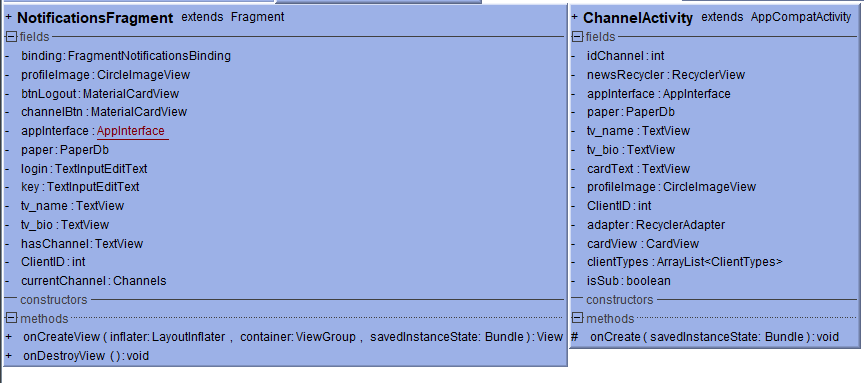 + NotificationsFragment extends Fragment
fields
- binding : FragmentNotificationsBinding
- profileImage : CircleImageView
- btnLogout : MaterialCardView
- channelBtn : MaterialCardView
- appInterface : AppInterface
- paper : PaperDb
- login : TextInputEditText
- key : TextInputEditText
- tv_name : TextView
- tv_bio : TextView
- hasChannel : TextView
- ClientID : int
- currentChannel : Channels
constructors
methods
+ onCreateView ( inflater: LayoutInflater , container: ViewGroup , savedInstanceState: Bundle ) : View
+ onDestroyView () : void
+ ChannelActivity extends AppCompatActivity
fields
- idChannel : int
- newsRecycler : RecyclerView
- appInterface : AppInterface
- paper : PaperDb
- tv_name : TextView
- tv_bio : TextView
- cardText : TextView
- profileImage : CircleImageView
- ClientID : int
- adapter : RecyclerAdapter
- cardView : CardView
- clientTypes : ArrayList<ClientTypes>
- isSub : boolean
constructors
methods
# onCreate ( savedInstanceState: Bundle ) : void